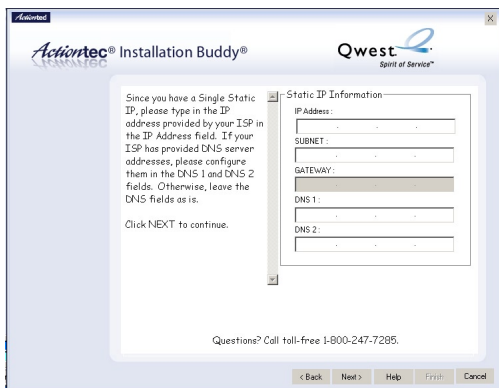 Actiontec
Actiontec® Installation Buddy®
Qwest
Spirit of Service™
Since you have a Single Static
IP, please type in the IP
address provided by your ISP in
the IP Address field. If your
ISP has provided DNS server
addresses, please configure
them in the DNS 1 and DNS 2
fields. Otherwise, leave the
DNS fields as is.
Click NEXT to continue.
Static IP Information
IP Address :
SUBNET :
GATEWAY :
DNS 1 :
DNS 2 :
Questions? Call toll-free 1-800-247-7285.
< Back
Next >
Help
Finish
Cancel